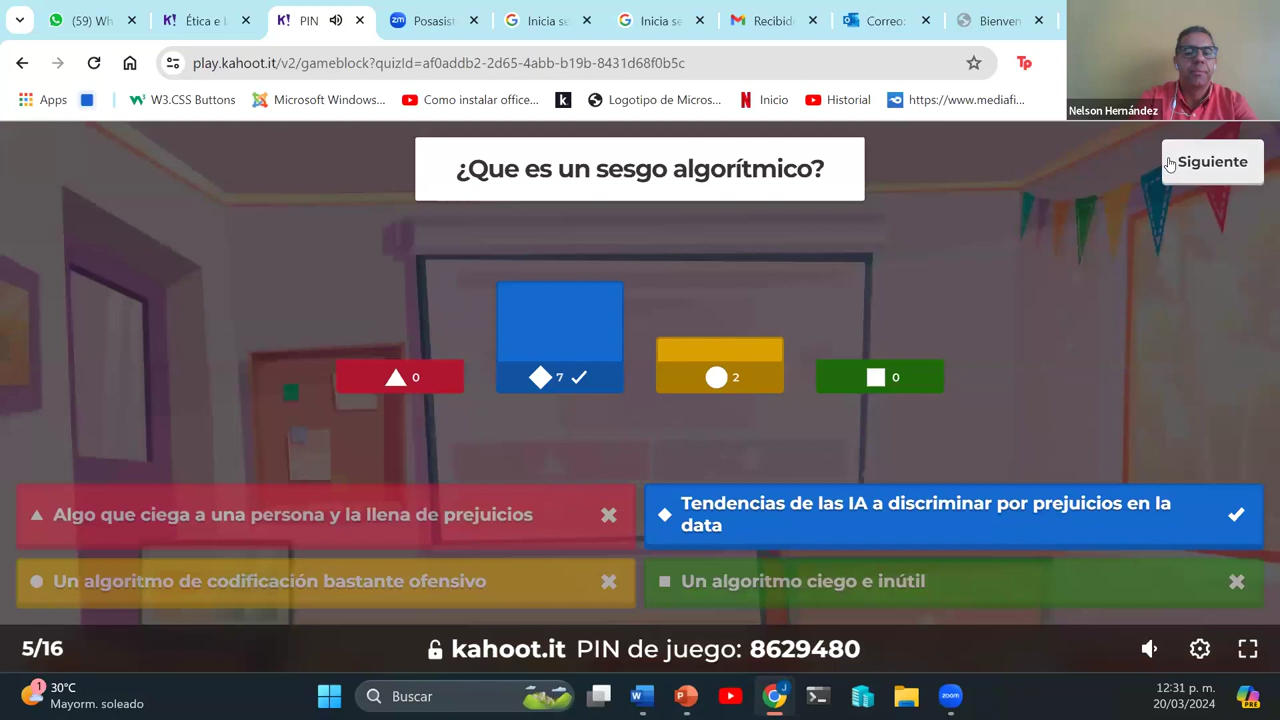 (59) Wh
Ética e l
PIN
Posasist
Inicia se
Inicia se
Recibid
Correo:
Bienven
play.kahoot.it/v2/gameblock?quizId=af0addb2-2d65-4abb-b19b-8431d68f0b5c
Apps
W3.CSS Buttons
Microsoft Windows...
Como instalar office...
Logotipo de Micros...
Inicio
Historial
https://www.mediafi...
Nelson Hernández
¿Que es un sesgo algorítmico?
Siguiente
0
7
2
0
Algo que ciega a una persona y la llena de prejuicios
Tendencias de las IA a discriminar por prejuicios en la
data
Un algoritmo de codificación bastante ofensivo
Un algoritmo ciego e inútil
5/16
kahoot.it PIN de juego: 8629480
1
30°C
Mayorm. soleado
Buscar
12:31 p. m.
20/03/2024